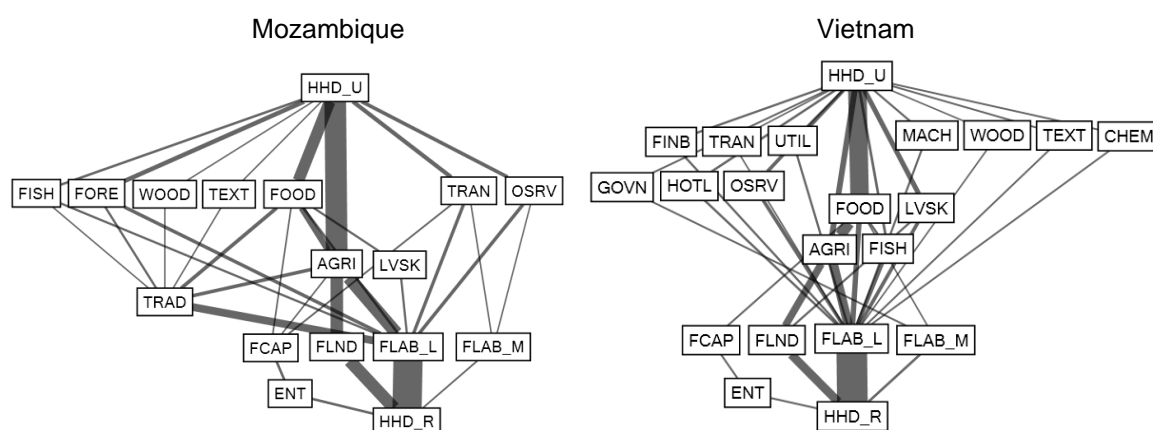 Mozambique
HHD_U
FISH
FORE
WOOD
TEXT
FOOD
TRAN
OSRV
AGRI
LVSK
TRAD
FCAP
FLND
FLAB_L
FLAB_M
ENT
HHD_R
Vietnam
HHD_U
FINB
TRAN
UTIL
MACH
WOOD
TEXT
CHEM
GOVN
HOTL
OSRV
FOOD
LVSK
AGRI
FISH
FCAP
FLND
FLAB_L
FLAB_M
ENT
HHD_R